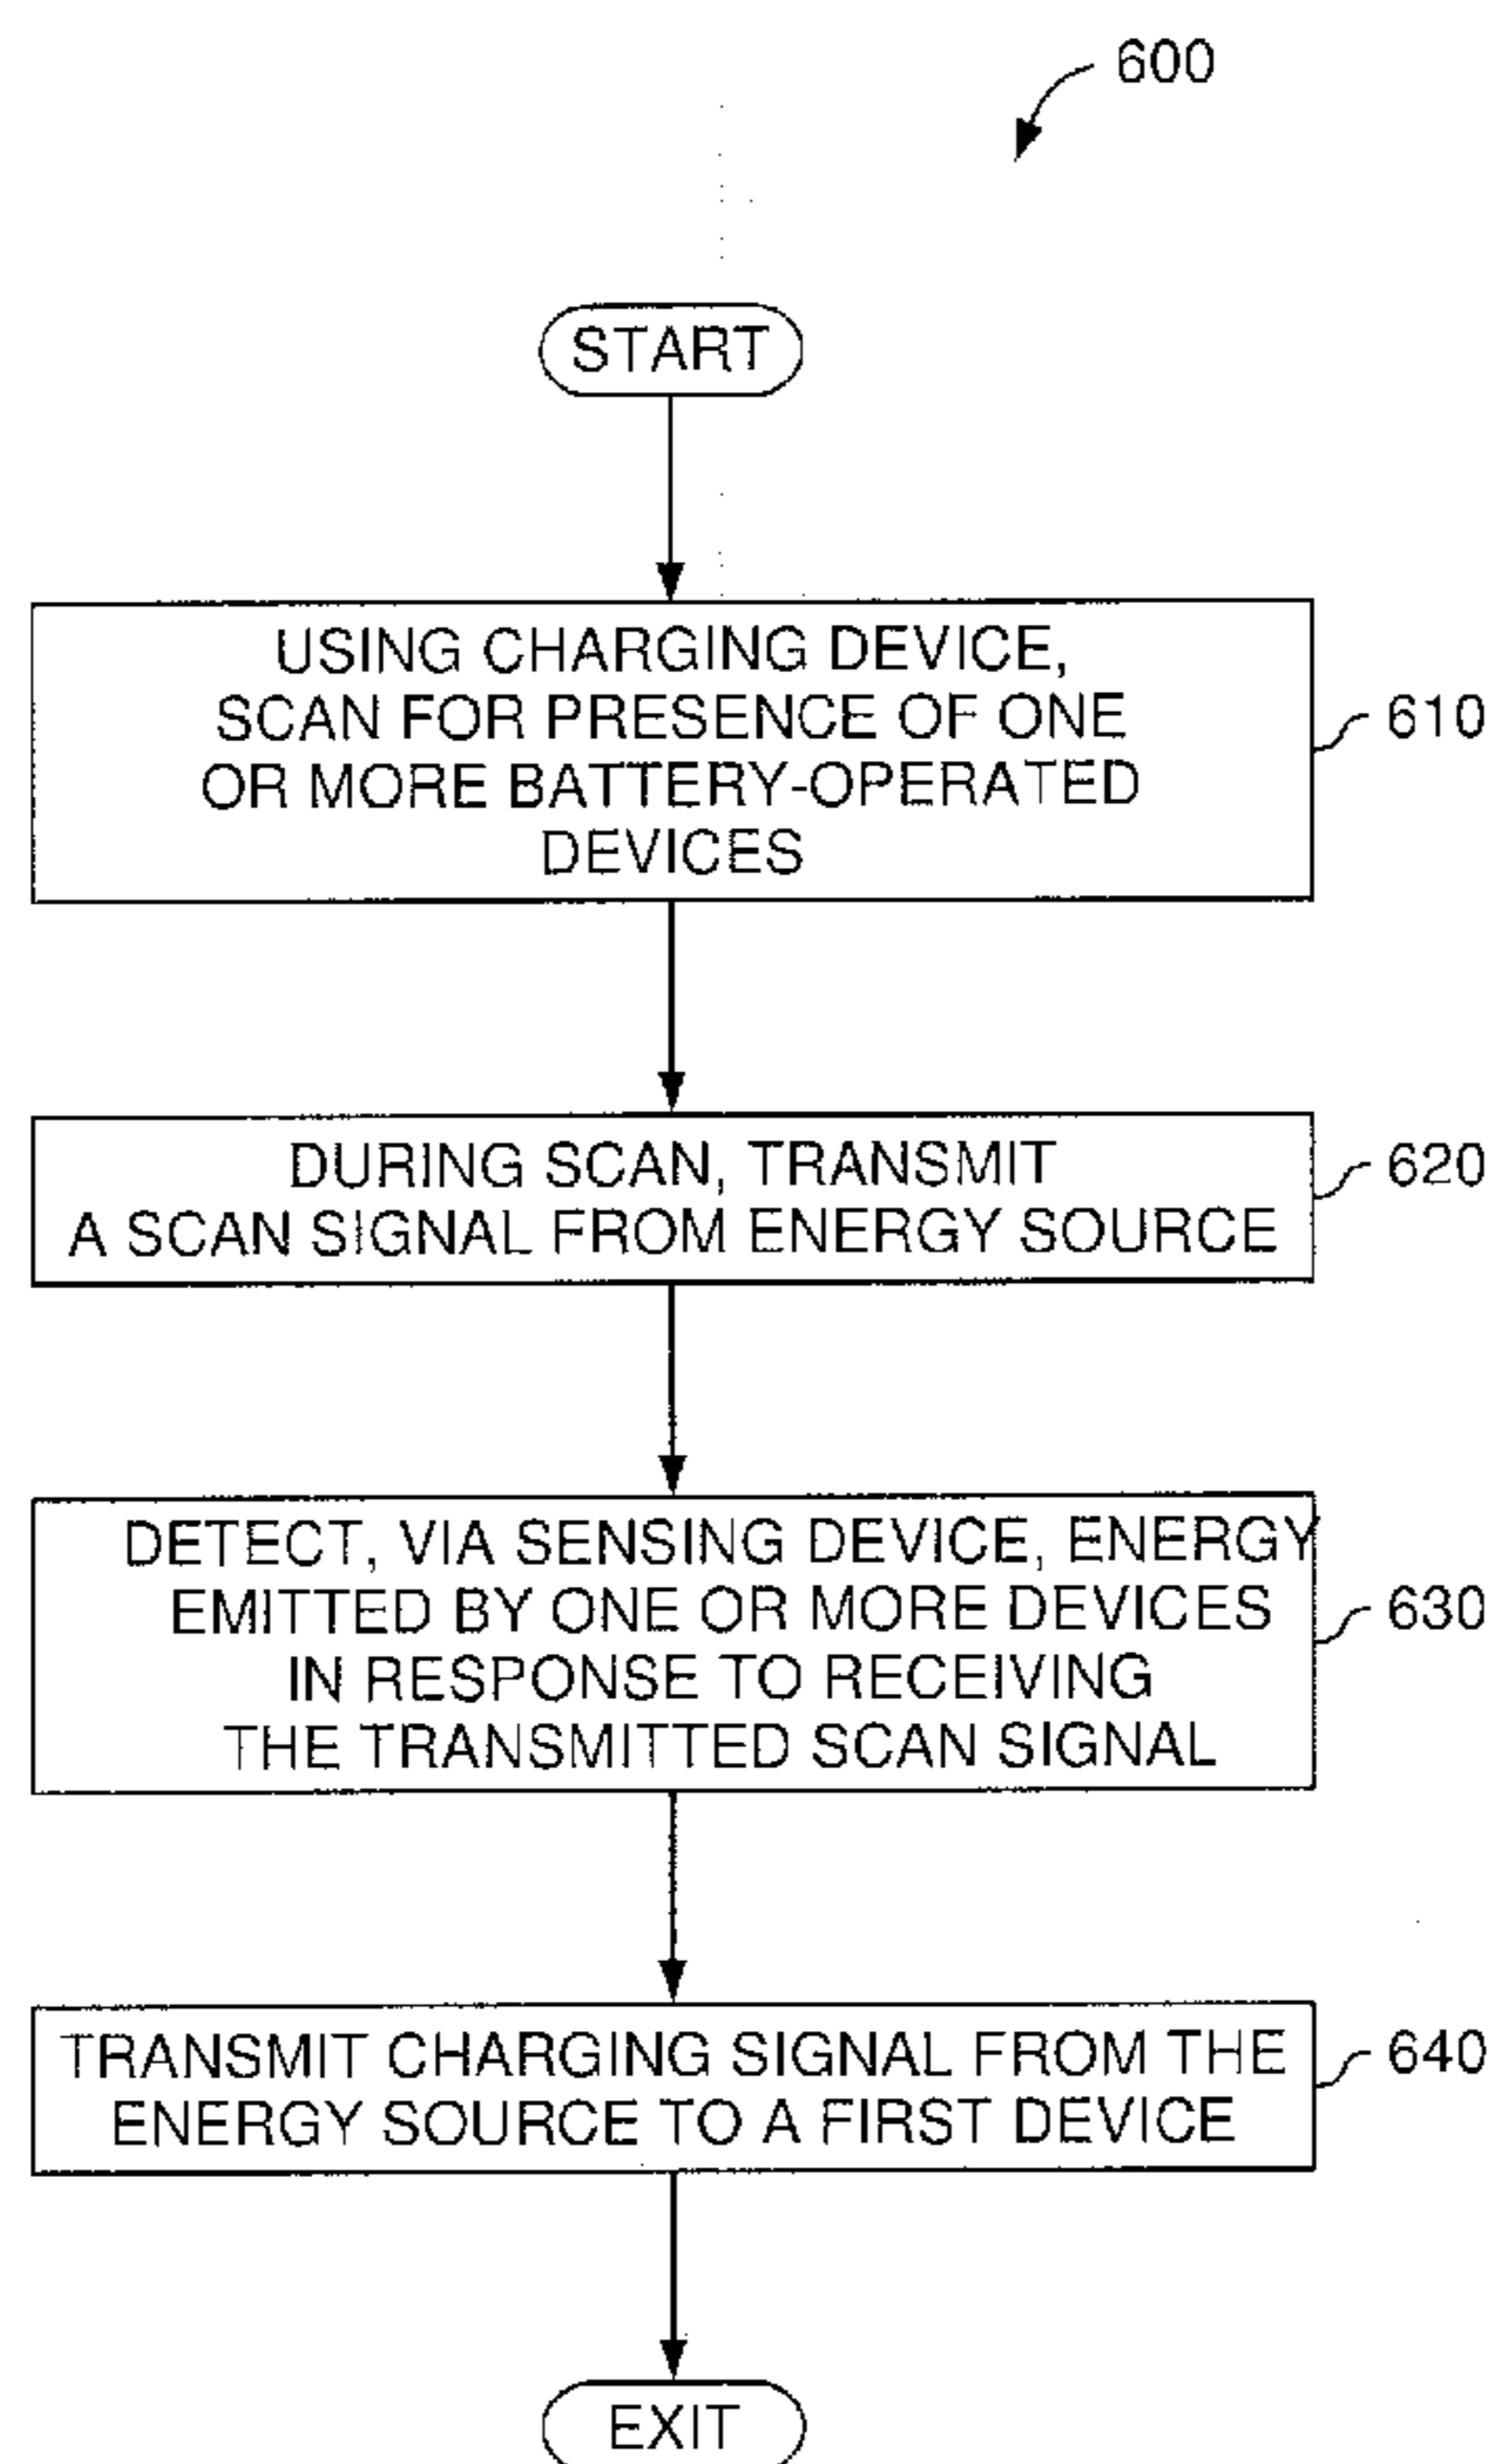 600
START
USING CHARGING DEVICE,
SCAN FOR PRESENCE OF ONE
OR MORE BATTERY-OPERATED
DEVICES
610
DURING SCAN, TRANSMIT
A SCAN SIGNAL FROM ENERGY SOURCE
620
DETECT, VIA SENSING DEVICE, ENERGY
EMITTED BY ONE OR MORE DEVICES
IN RESPONSE TO RECEIVING
THE TRANSMITTED SCAN SIGNAL
630
TRANSMIT CHARGING SIGNAL FROM THE
ENERGY SOURCE TO A FIRST DEVICE
640
EXIT